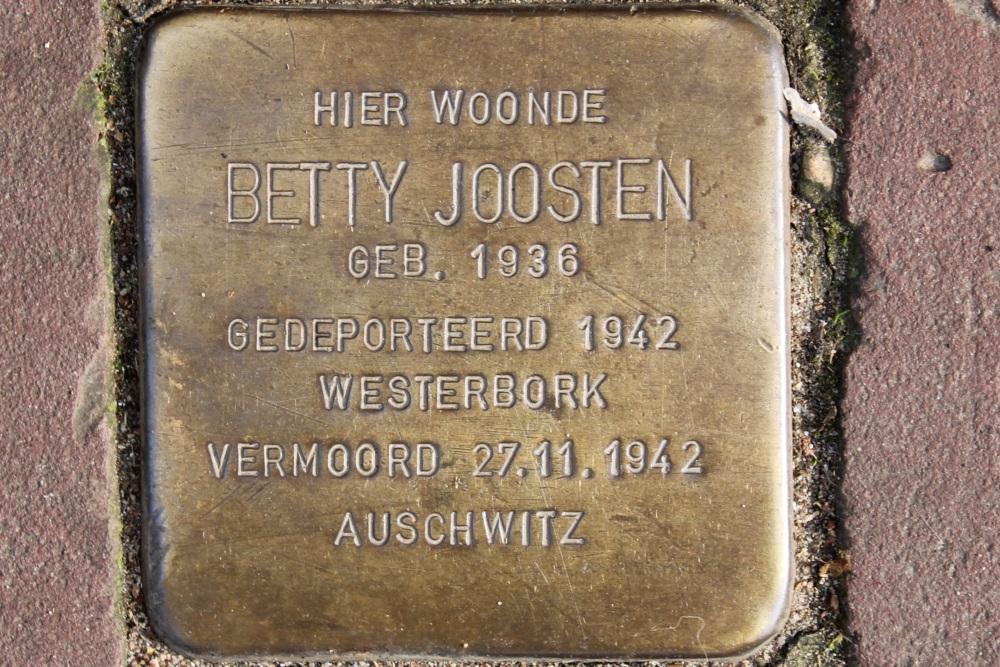 HIER WOONDE
BETTY JOOSTEN
GEB. 1936
GEDEPORTEERD 1942
WESTERBORK
VERMOORD 27.11.1942
AUSCHWITZ